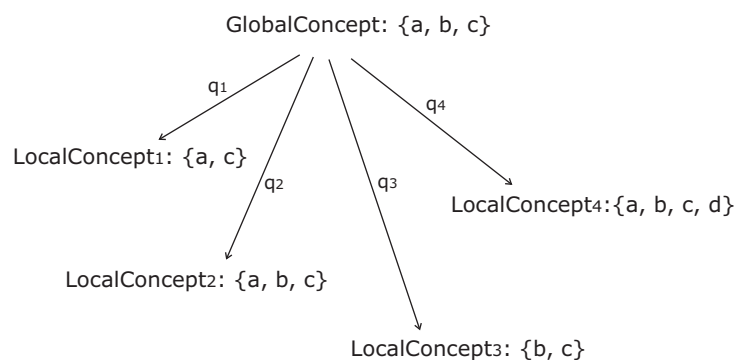 GlobalConcept: {a, b, c}
q1
q4
LocalConcept1: {a, c}
q2
q3
LocalConcept4:{a, b, c, d}
LocalConcept2: {a, b, c}
LocalConcept3: {b, c}